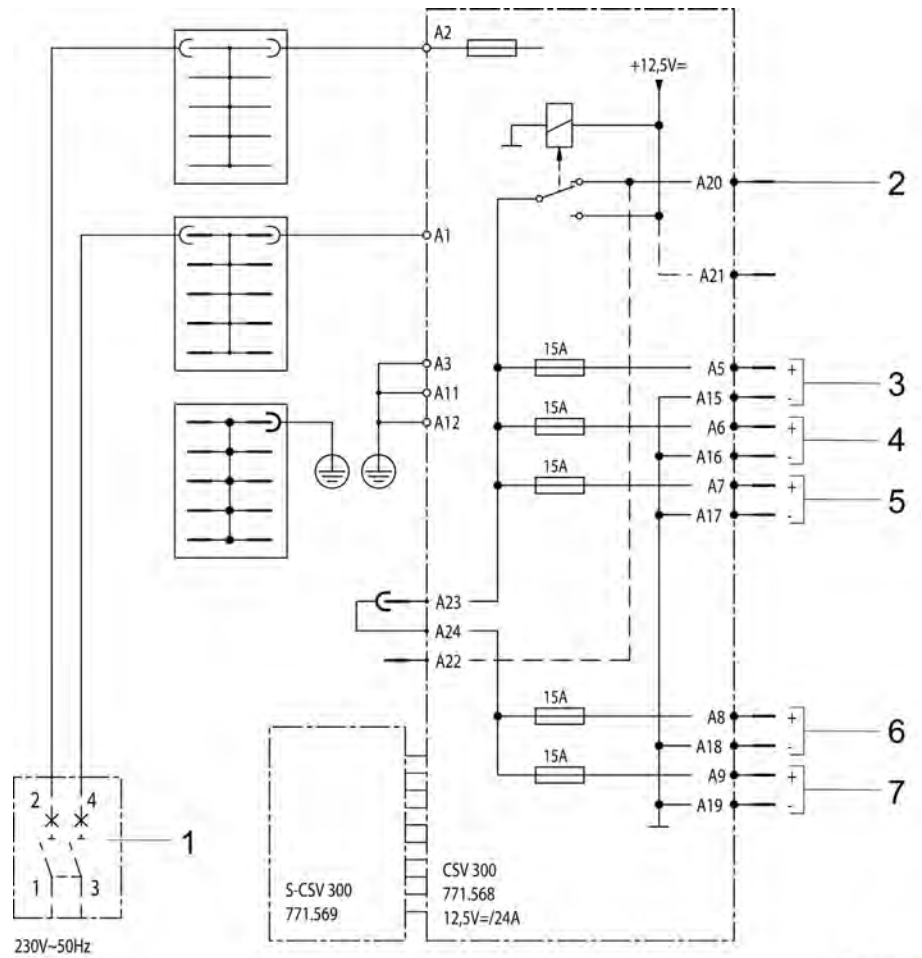 A2
+12,5V=
A20
2
A1
A21
15A
A3
A5
+
3
A11
A15
-
15A
A12
A6
+
4
A16
-
15A
A7
+
5
A17
-
A23
A24
A22
15A
A8
+
6
A18
-
15A
A9
+
7
2 4
A19
-
1
1 3
S-CSV 300
771.569
CSV 300
771.568
12,5V=/24A
230V~50Hz